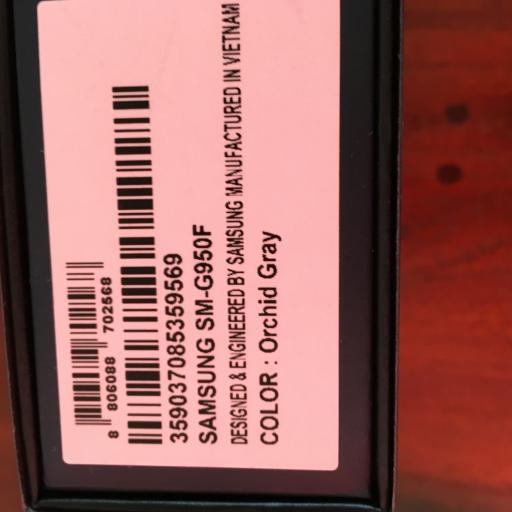 8 806088 702568
359037085359569
SAMSUNG SM-G950F
DESIGNED & ENGINEERED BY SAMSUNG MANUFACTURED IN VIETNAM
COLOR : Orchid Gray